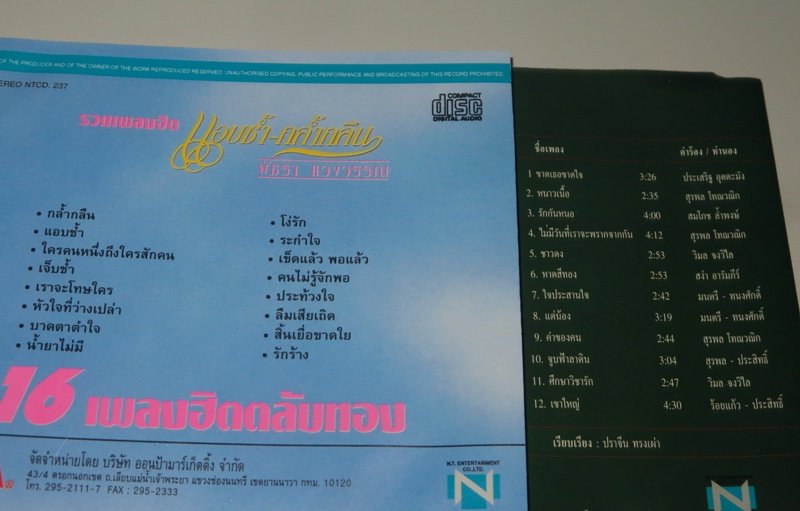 OF THE PRODUCER AND OF THE OWNER OF THE WORK REPRODUCED RESERVED. UNAUTHORISED COPYING, PUBLIC PERFORMANCE AND BROADCASTING OF THIS RECORD PROHIBITED.
EREO NTCD. 237
COMPACT
disc
DIGITAL AUDIO
รวมเพลงฮิต
แอบช้ำ-กล้ำกลืน
พัชรา แวงวรรณ
• กล้ำกลืน
• แอบช้ำ
• ใครคนหนึ่งถึงใครสักคน
• เจ็บช้ำ
• เราจะโทษใคร
• หัวใจที่ว่างเปล่า
• บาดตาตำใจ
• น้ำยาไม่มี
• โง่รัก
• ระกำใจ
• เช็ดแล้ว พอแล้ว
• คนไม่รู้จักพอ
• ประท้วงใจ
• ลืมเสียเถิด
• สิ้นเยื่อขาดใย
• รักร้าง
16 เพลงฮิตตลับทอง
จัดจำหน่ายโดย บริษัท ออนป้ามาร์เก็ตติ้ง จำกัด
43/4 ตรอกนอกเขต ถ.เลียบแม่น้ำเจ้าพระยา แขวงช่องนนทรี เขตยานนาวา กทม. 10120
โทร. 295-2111-7 FAX : 295-2333
N.T. ENTERTAINMENT
CO.,LTD.
N
ชื่อเพลง คำร้อง / ทำนอง
1 ขาดเธอขาดใจ 3:26 ประเสริฐ อุตตะมัง
2. หนาวเนื้อ 2:35 สุรพล โทณวณิก
3. รักกันหนอ 4:00 สมโภช ล้ำพงษ์
4. ไม่มีวันที่เราจะพรากจากกัน 4:12 สุรพล โทณวณิก
5. ชาวดง 2:53 วิมล จงวิไล
6. หาดสีทอง 2:53 สง่า อารัมภีร์
7. ใจประสานใจ 2:42 มนตรี - ทนงศักดิ์
8. แด่น้อง 3:19 มนตรี - ทนงศักดิ์
9. ค่าของคน 2:44 สุรพล โทณวณิก
10. จูบฟ้าลาดิน 3:04 สุรพล - ประสิทธิ์
11. ศึกษาวิชารัก 2:47 วิมล จงวิไล
12. เขาใหญ่ 4:30 ร้อยแก้ว - ประสิทธิ์
เรียบเรียง : ปราจีน ทรงเผ่า
N